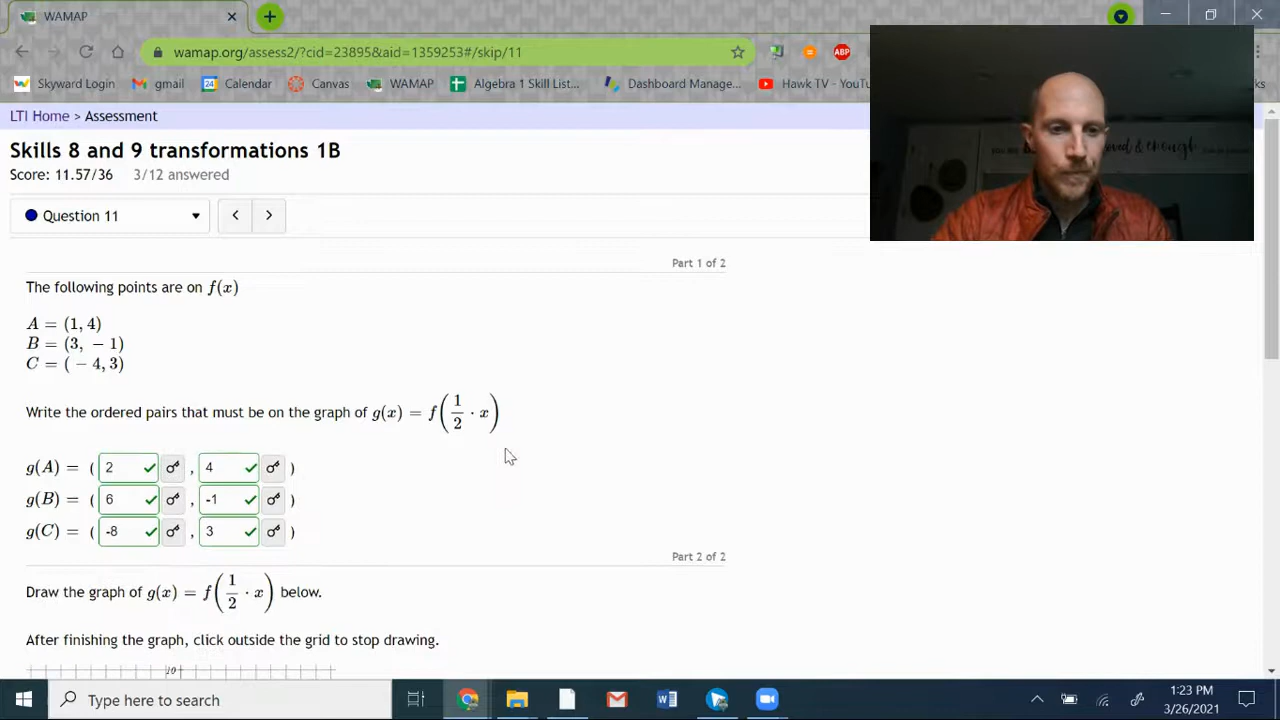 WAMAP
wamap.org/assess2/?cid=23895&aid=1359253#/skip/11
ABP
Skyward Login
gmail
24
Calendar
Canvas
WAMAP
Algebra 1 Skill List...
Dashboard Manage...
Hawk TV - YouTu
ks
LTI Home > Assessment
Skills 8 and 9 transformations 1B
Score: 11.57/36 3/12 answered
Question 11
< >
Part 1 of 2
The following points are on f(x)
A = (1, 4)
B = (3, − 1)
C = ( − 4, 3)
Write the ordered pairs that must be on the graph of g(x) = f(1/2 · x)
g(A) = ( 2 , 4 )
g(B) = ( 6 , -1 )
g(C) = ( -8 , 3 )
Part 2 of 2
Draw the graph of g(x) = f(1/2 · x) below.
After finishing the graph, click outside the grid to stop drawing.
10
Type here to search
1:23 PM
3/26/2021
& enough